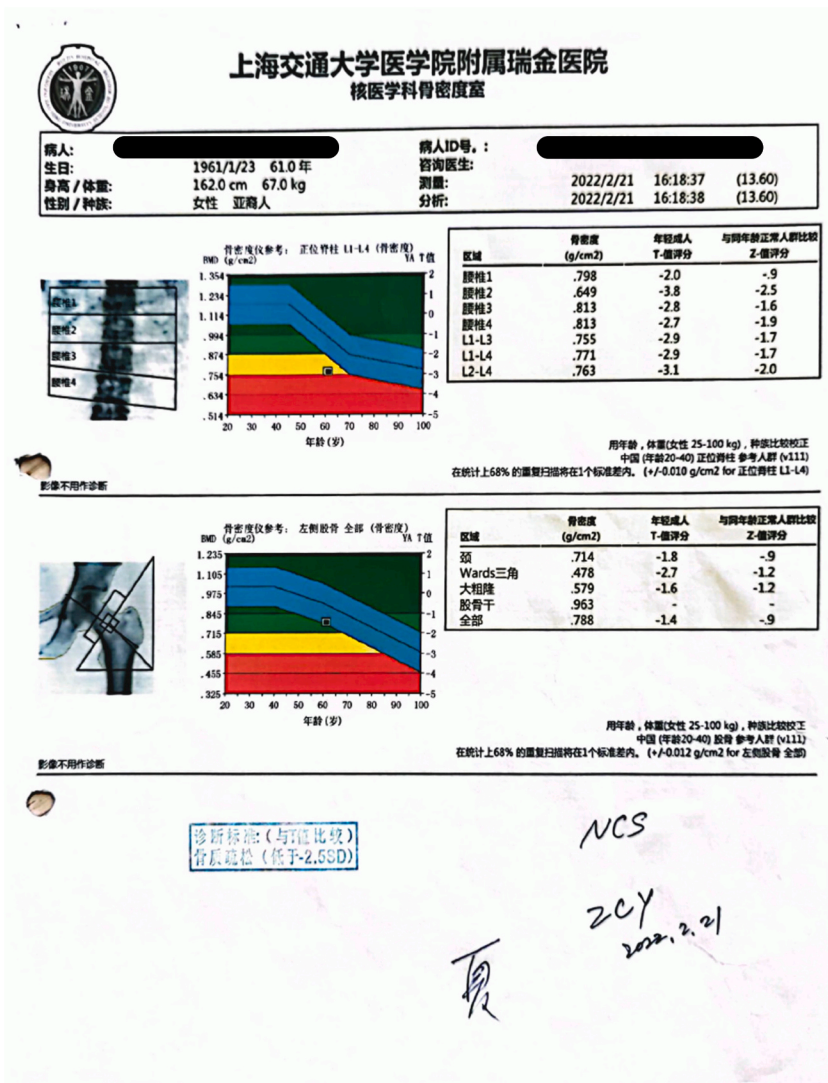 上海交通大学医学院附属瑞金医院
核医学科骨密度室
病人:
病人ID号。:
生日: 1961/1/23 61.0 年
咨询医生:
身高 / 体重: 162.0 cm 67.0 kg
测量: 2022/2/21 16:18:37 (13.60)
性别 / 种族: 女性 亚裔人
分析: 2022/2/21 16:18:38 (13.60)
骨密度仪参考: 正位脊柱 L1-L4 (骨密度)
BMD (g/cm2) YA T值
1.354 2
1.234 1
1.114 0
.994 -1
.874 -2
.754 -3
.634 -4
.514 -5
20 30 40 50 60 70 80 90 100
年龄(岁)
腰椎1
腰椎2
腰椎3
腰椎4
区域 骨密度 (g/cm2) 年轻成人 T-值评分 与同年龄正常人群比较 Z-值评分
腰椎1 .798 -2.0 -.9
腰椎2 .649 -3.8 -2.5
腰椎3 .813 -2.8 -1.6
腰椎4 .813 -2.7 -1.9
L1-L3 .755 -2.9 -1.7
L1-L4 .771 -2.9 -1.7
L2-L4 .763 -3.1 -2.0
用年龄,体重(女性 25-100 kg),种族比较校正
中国 (年龄20-40) 正位脊柱 参考人群 (v111)
在统计上68% 的重复扫描将在1个标准差内。 (+/-0.010 g/cm2 for 正位脊柱 L1-L4)
影像不用作诊断
骨密度仪参考: 左侧股骨 全部 (骨密度)
BMD (g/cm2) YA T值
1.235 2
1.105 1
.975 0
.845 -1
.715 -2
.585 -3
.455 -4
.325 -5
20 30 40 50 60 70 80 90 100
年龄(岁)
区域 骨密度 (g/cm2) 年轻成人 T-值评分 与同年龄正常人群比较 Z-值评分
颈 .714 -1.8 -.9
Wards三角 .478 -2.7 -1.2
大粗隆 .579 -1.6 -1.2
股骨干 .963 - -
全部 .788 -1.4 -.9
用年龄,体重(女性 25-100 kg),种族比较校正
中国 (年龄20-40) 股骨 参考人群 (v111)
在统计上68% 的重复扫描将在1个标准差内。 (+/-0.012 g/cm2 for 左侧股骨 全部)
影像不用作诊断
诊断标准:(与T值比较)
骨质疏松 (低于-2.5SD)
NCS
ZCY
2022.2.21
夏